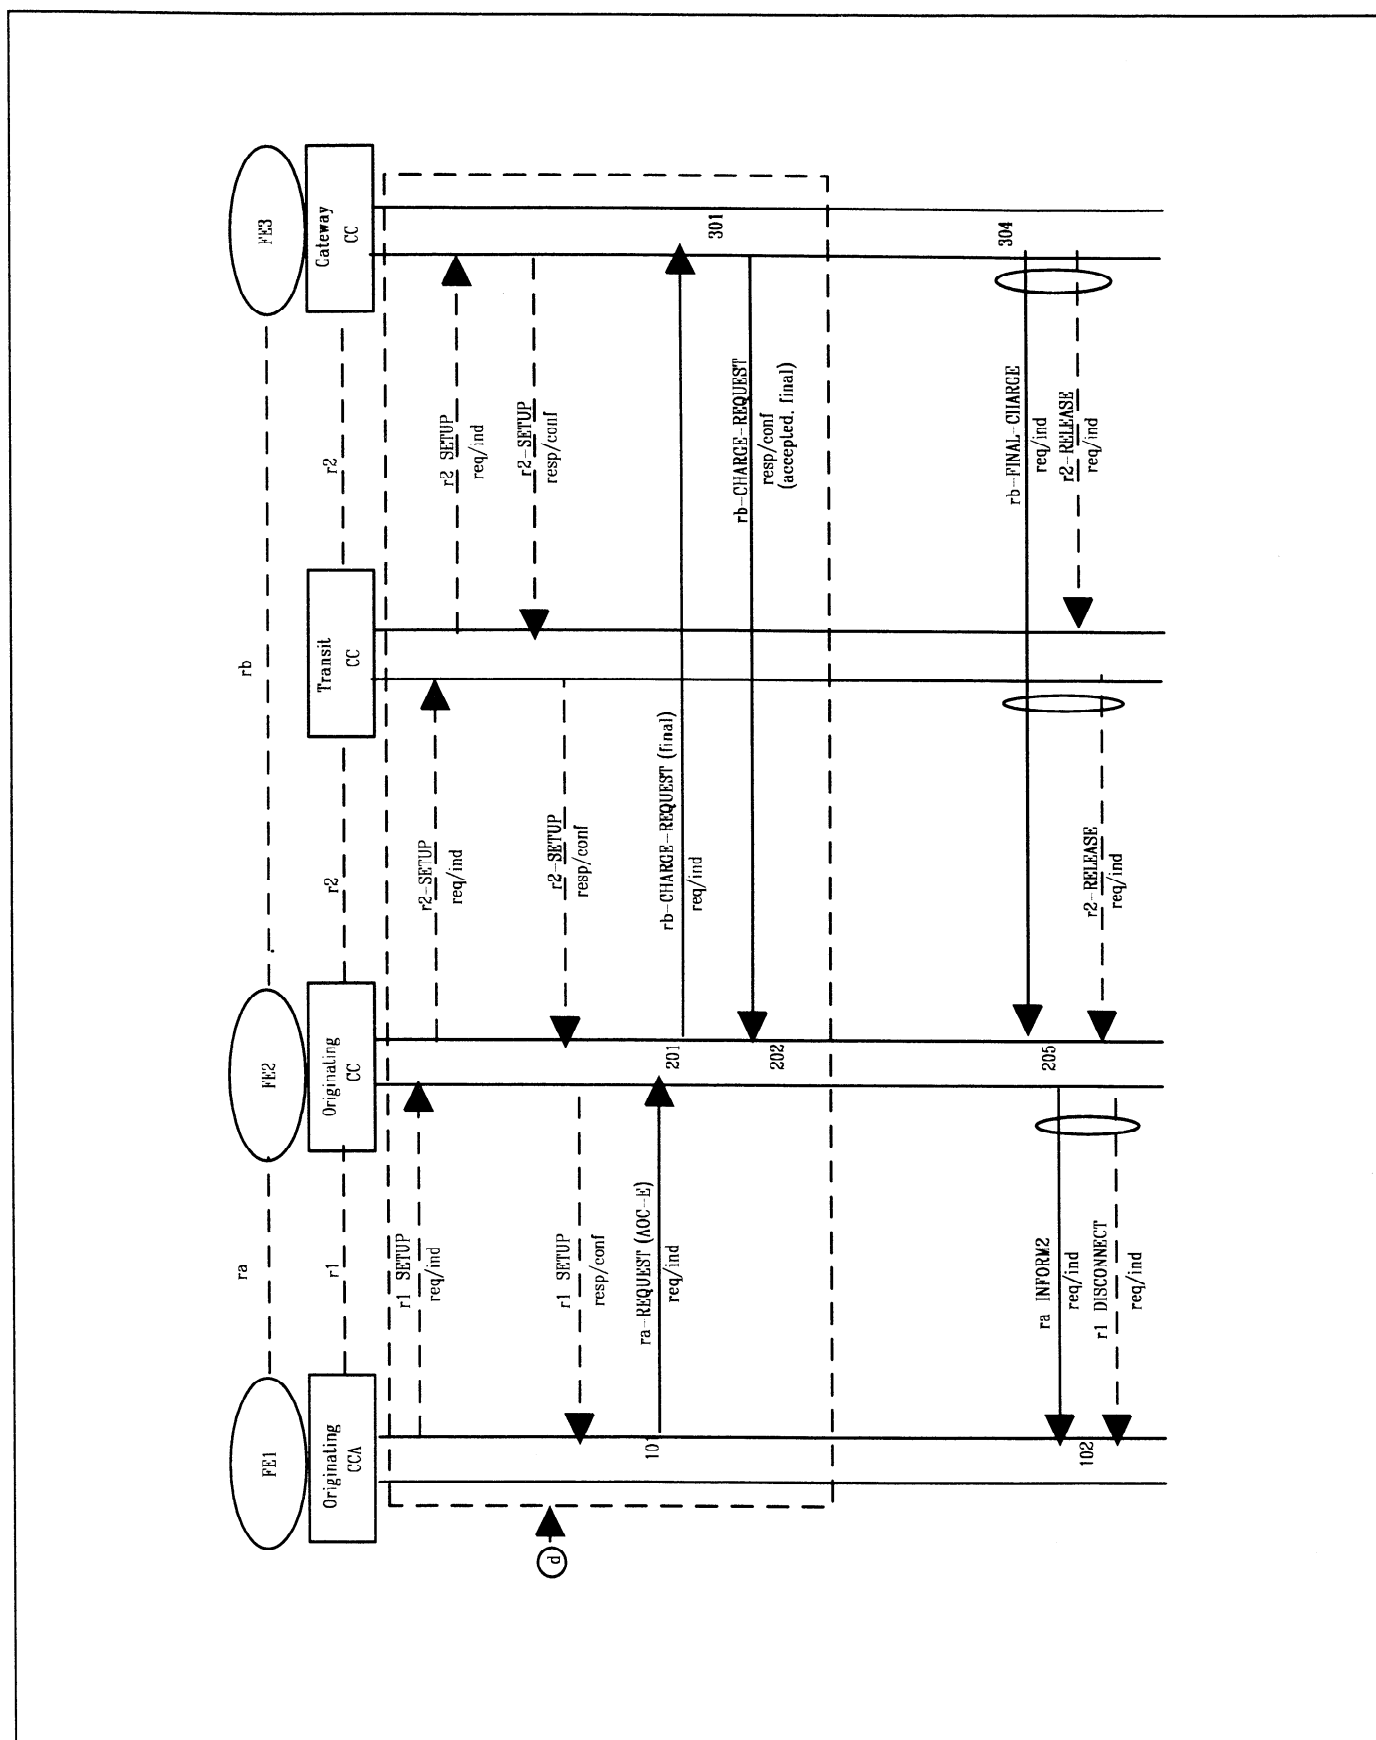 FE1
FE2
FE3
ra
rb
Originating
CCA
r1
Originating
CC
r2
Transit
CC
r2
Gateway
CC
r1 SETUP
req/ind
r2-SETUP
req/ind
r2 SETUP
req/ind
r2-SETUP
resp/conf
r2-SETUP
resp/conf
r1 SETUP
resp/conf
d
101
ra-REQUEST (AOC-E)
req/ind
201
rb-CHARGE-REQUEST (final)
req/ind
301
rb-CHARGE-REQUEST
resp/conf
(accepted, final)
202
304
rb-FINAL-CHARGE
req/ind
205
ra INFORM2
req/ind
102
r2-RELEASE
req/ind
r2-RELEASE
req/ind
r1 DISCONNECT
req/ind